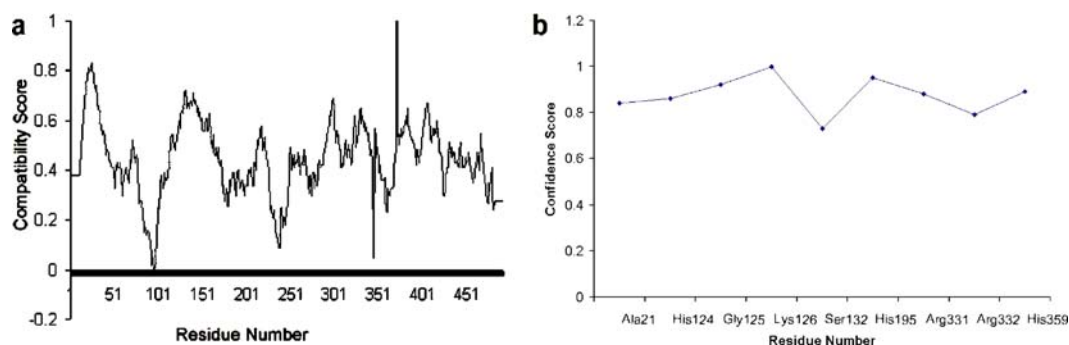 a
1
0.8
0.6
0.4
0.2
0
-0.2
Compatibility Score
51 101 151 201 251 301 351 401 451
Residue Number
b
1.2
1
0.8
0.6
0.4
0.2
0
Confidence Score
Ala21 His124 Gly125 Lys126 Ser132 His195 Arg331 Arg332 His359
Residue Number